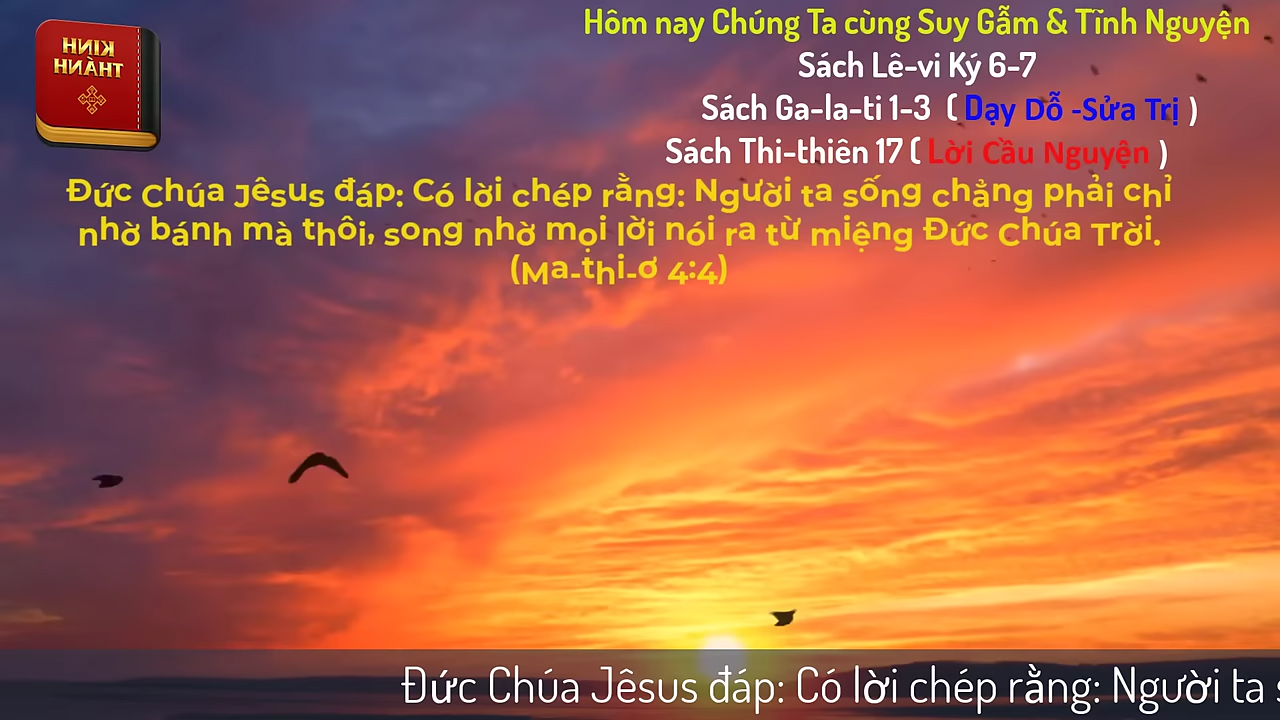 KINH
THÁNH
Hôm nay Chúng Ta cùng Suy Gẫm & Tĩnh Nguyện
Sách Lê-vi Ký 6-7
Sách Ga-la-ti 1-3 ( Dạy Dỗ -Sửa Trị )
Sách Thi-thiên 17 ( Lời Cầu Nguyện )
Đức Chúa Jêsus đáp: Có lời chép rằng: Người ta sống chẳng phải chỉ
nhờ bánh mà thôi, song nhờ mọi lời nói ra từ miệng Đức Chúa Trời.
(Ma-thi-ơ 4:4)
Đức Chúa Jêsus đáp: Có lời chép rằng: Người ta